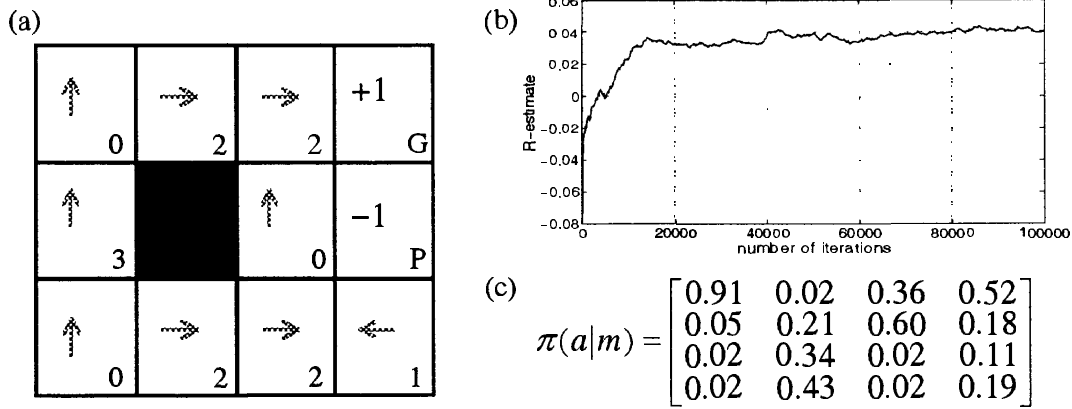 (a)
+1
0 2 2 G
-1
3 0 P
0 2 2 1
(b)
0.06
0.04
0.02
0
-0.02
-0.04
-0.06
-0.08
R-estimate
0 20000 40000 60000 80000 100000
number of iterations
(c)
π(a|m) =
0.91 0.02 0.36 0.52
0.05 0.21 0.60 0.18
0.02 0.34 0.02 0.11
0.02 0.43 0.02 0.19